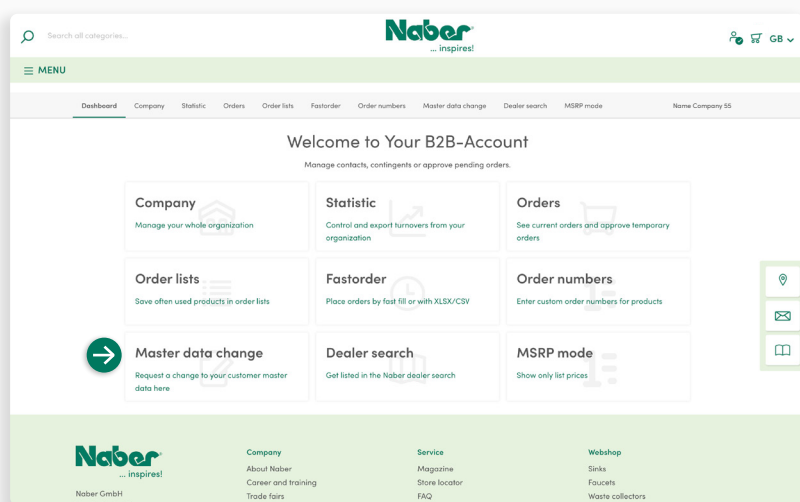 Search all categories...
Naber
... inspires!
GB
MENU
Dashboard Company Statistic Orders Order lists Fastorder Order numbers Master data change Dealer search MSRP mode Name Company 55
Welcome to Your B2B-Account
Manage contacts, contingents or approve pending orders.
Company
Manage your whole organization
Statistic
Control and export turnovers from your
organization
Orders
See current orders and approve temporary
orders
Order lists
Save often used products in order lists
Fastorder
Place orders by fast fill or with XLSX/CSV
Order numbers
Enter custom order numbers for products
Master data change
Request a change to your customer master
data here
Dealer search
Get listed in the Naber dealer search
MSRP mode
Show only list prices
Naber
... inspires!
Naber GmbH
Company
About Naber
Career and training
Trade fairs
Service
Magazine
Store locator
FAQ
Webshop
Sinks
Faucets
Waste collectors